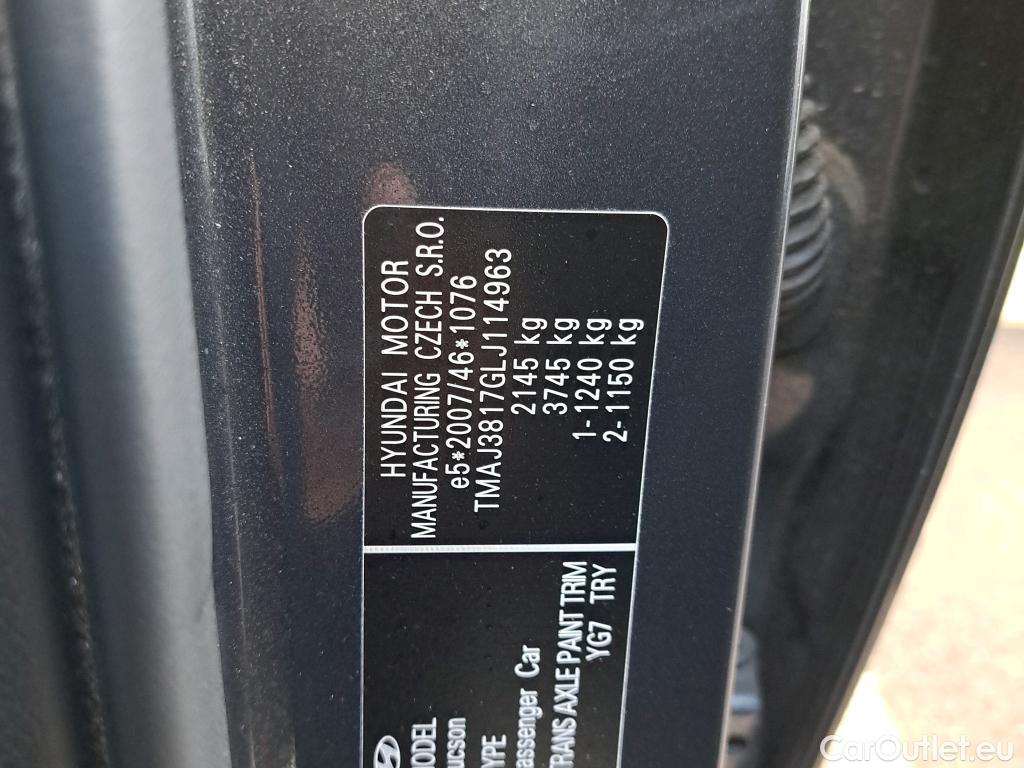 HYUNDAI MOTOR
MANUFACTURING CZECH S.R.O.
e5*2007/46*1076
TMAJ3817GLJ114963
2145 kg
3745 kg
1- 1240 kg
2- 1150 kg
ODEL
ucson
YPE
assenger Car
TRANS AXLE PAINT TRIM
YG7 TRY
CarOutlet.eu